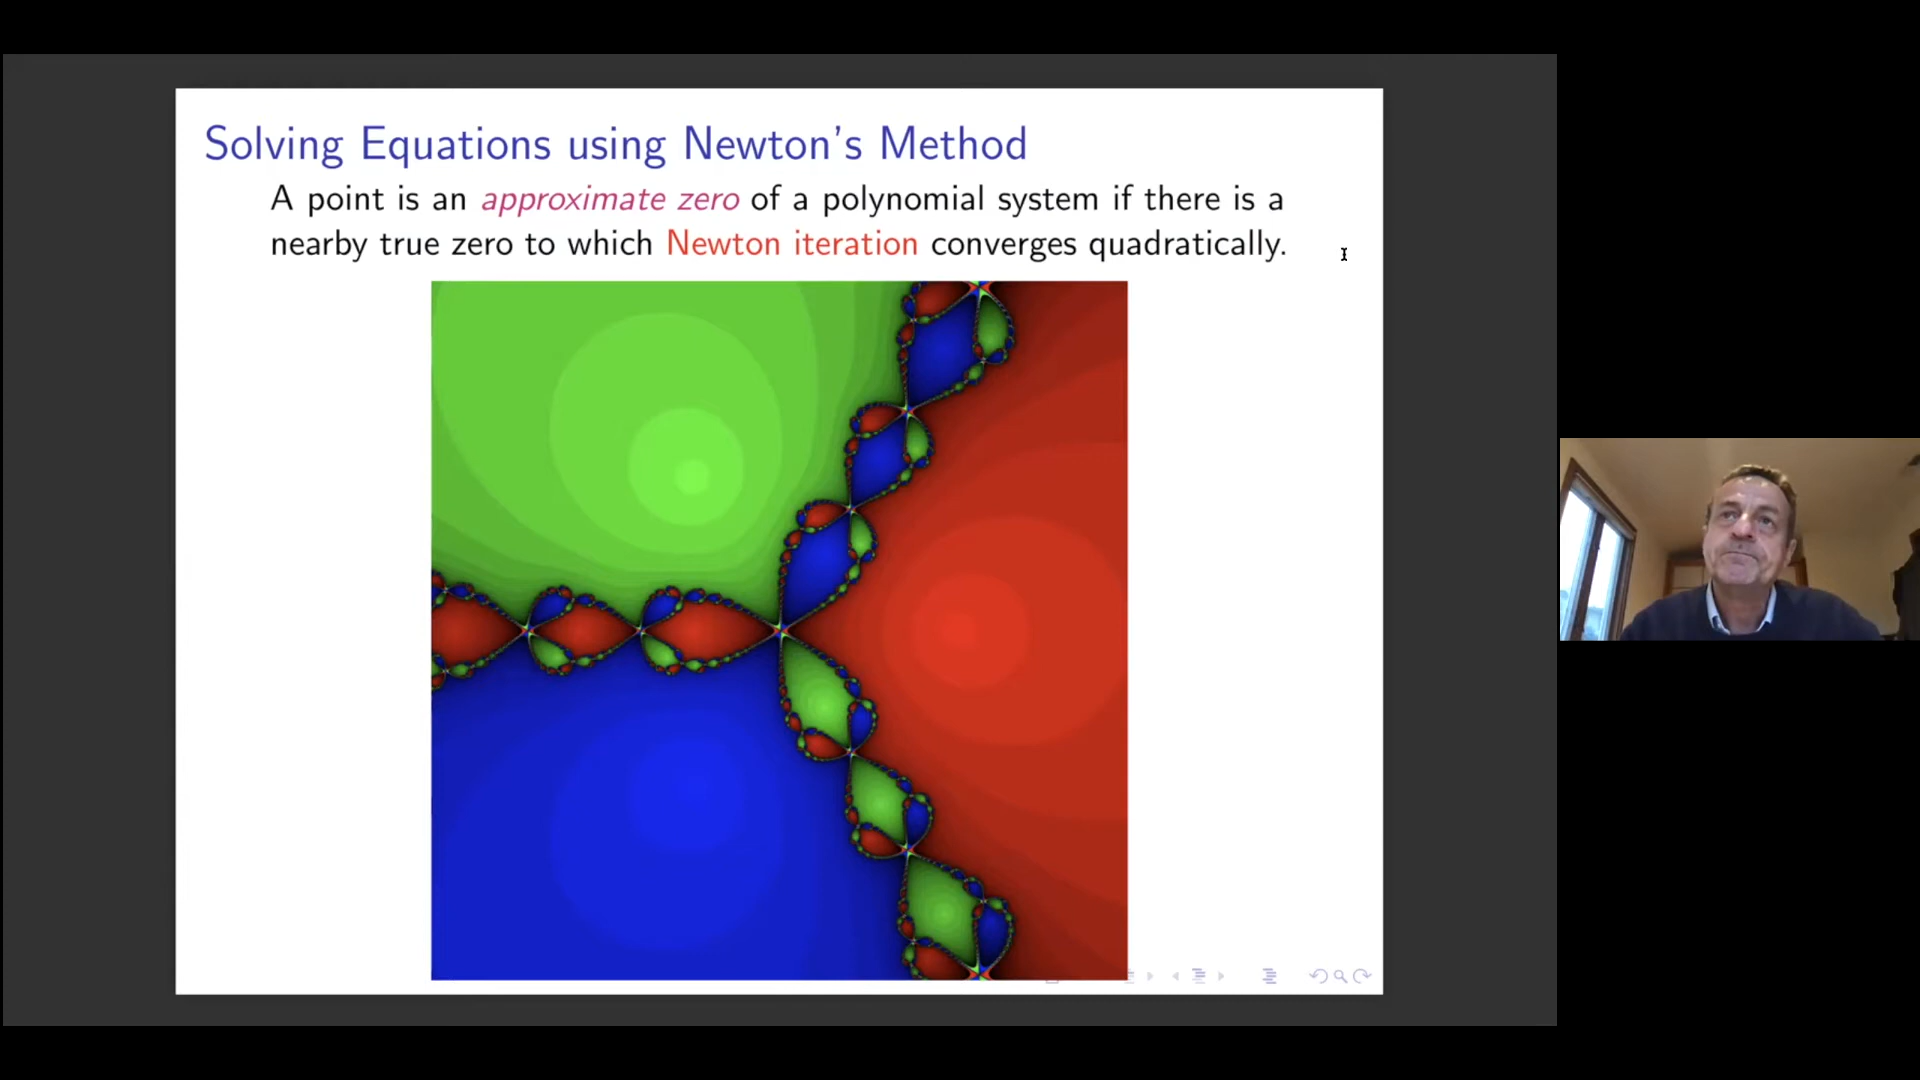 Solving Equations using Newton's Method
A point is an approximate zero of a polynomial system if there is a
nearby true zero to which Newton iteration converges quadratically.